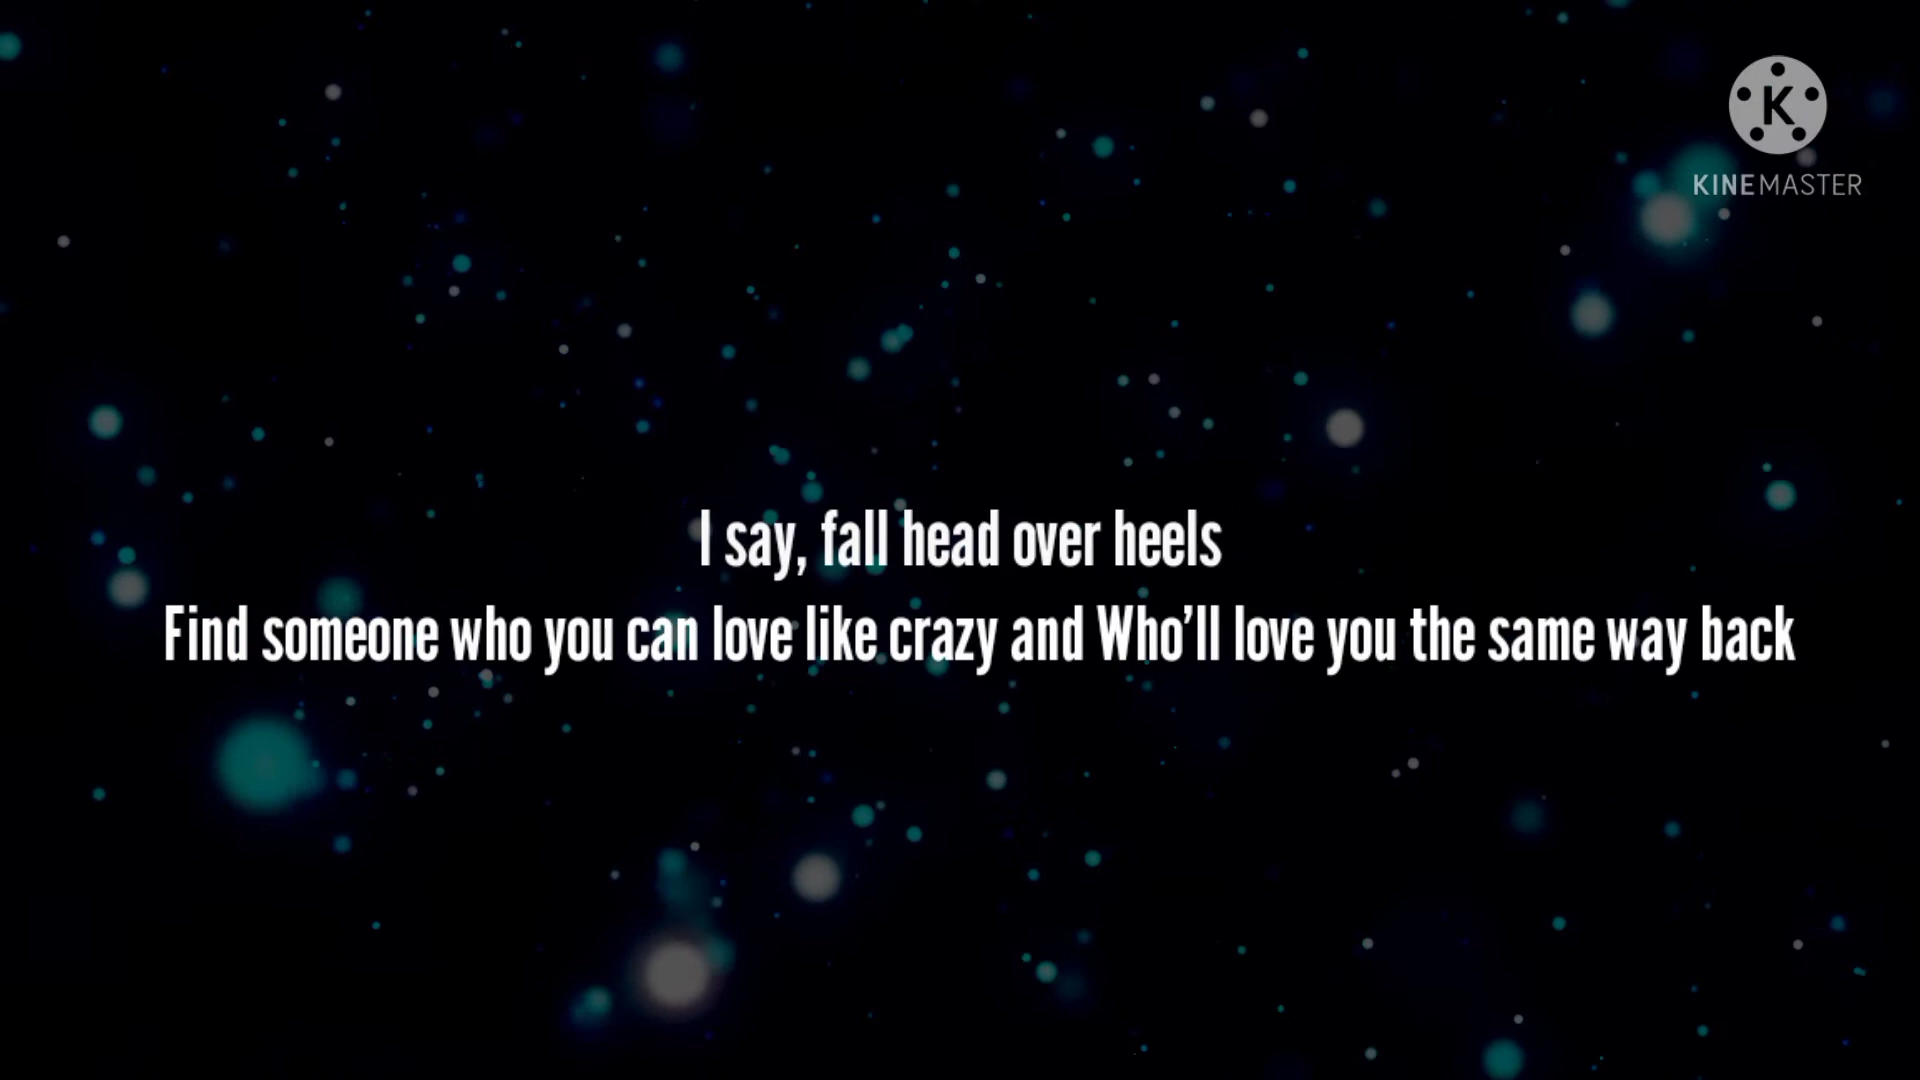 K
KINEMASTER
I say, fall head over heels
Find someone who you can love like crazy and Who’ll love you the same way back